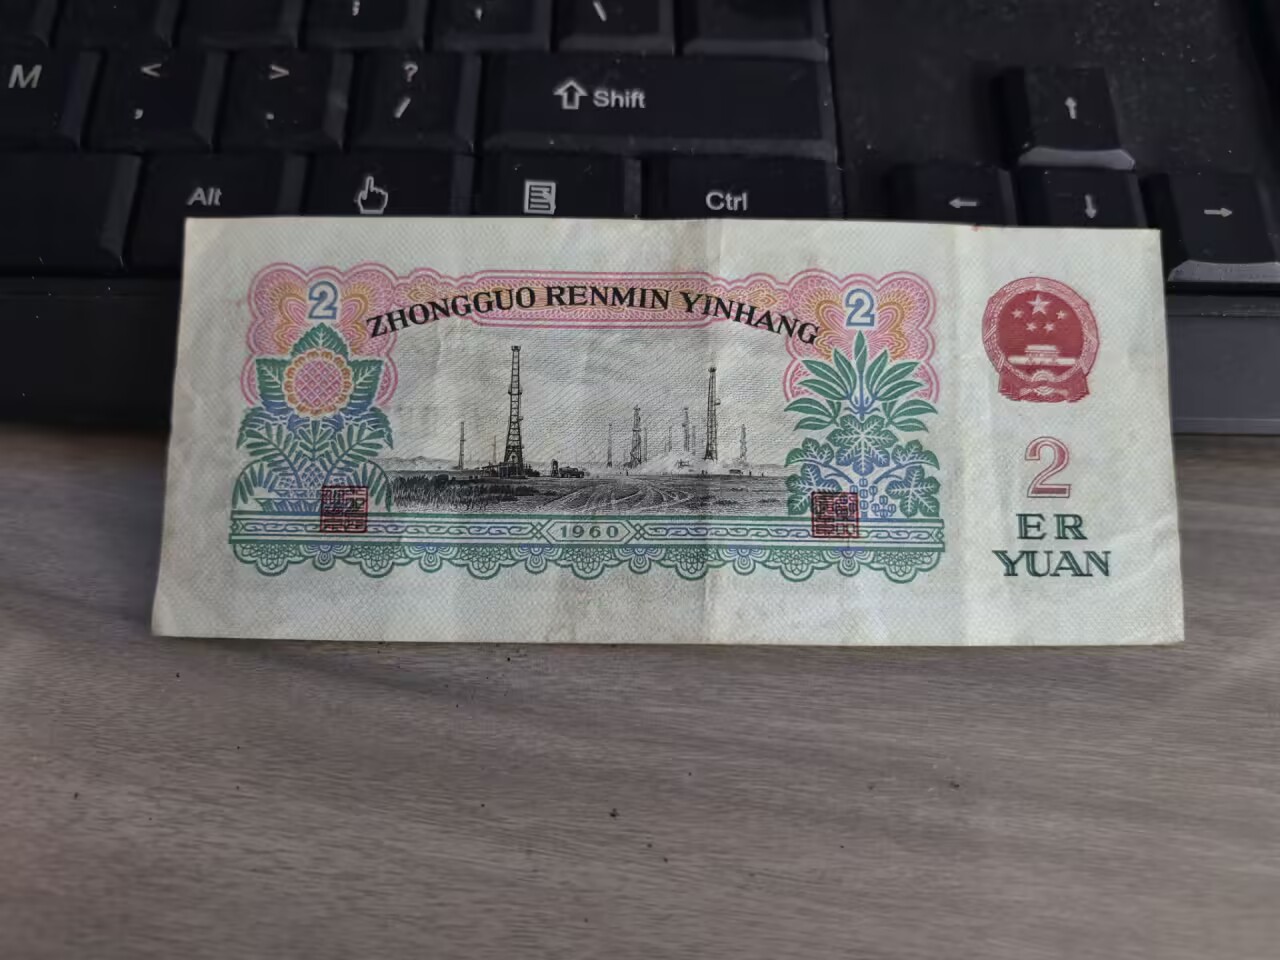 M < , > . ? / Shift
Alt Ctrl
2 ZHONGGUO RENMIN YINHANG 2
1960
2
ER
YUAN